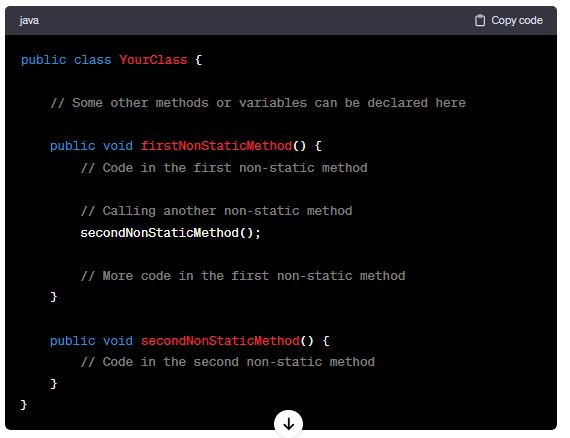 java
Copy code
public class YourClass {
// Some other methods or variables can be declared here
public void firstNonStaticMethod() {
// Code in the first non-static method
// Calling another non-static method
secondNonStaticMethod();
// More code in the first non-static method
}
public void secondNonStaticMethod() {
// Code in the second non-static method
}
}